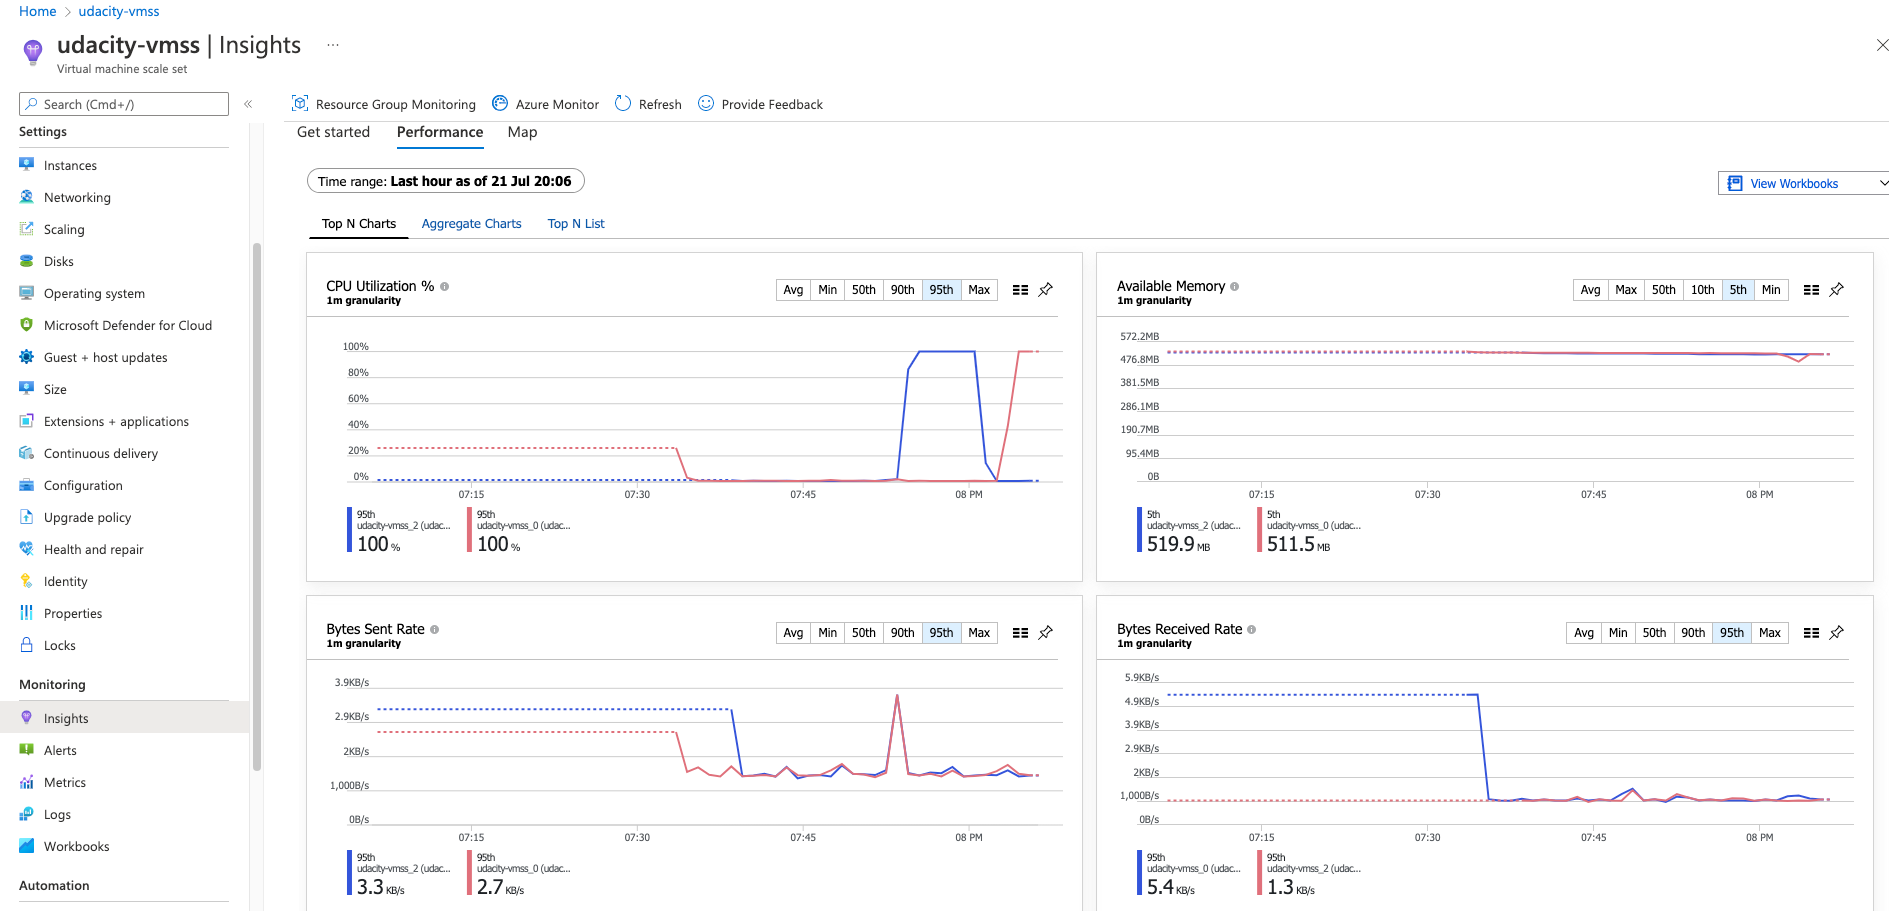 Home > udacity-vmss
udacity-vmss | Insights ...
Virtual machine scale set
Search (Cmd+/)
«
Settings
Instances
Networking
Scaling
Disks
Operating system
Microsoft Defender for Cloud
Guest + host updates
Size
Extensions + applications
Continuous delivery
Configuration
Upgrade policy
Health and repair
Identity
Properties
Locks
Monitoring
Insights
Alerts
Metrics
Logs
Workbooks
Automation
Resource Group Monitoring Azure Monitor Refresh Provide Feedback
Get started Performance Map
Time range: Last hour as of 21 Jul 20:06
View Workbooks
Top N Charts Aggregate Charts Top N List
CPU Utilization %
1m granularity
Avg Min 50th 90th 95th Max
100%
80%
60%
40%
20%
0%
07:15 07:30 07:45 08 PM
95th
udacity-vmss_2 (udac...
100 %
95th
udacity-vmss_0 (udac...
100 %
Available Memory
1m granularity
Avg Max 50th 10th 5th Min
572.2MB
476.8MB
381.5MB
286.1MB
190.7MB
95.4MB
0B
07:15 07:30 07:45 08 PM
5th
udacity-vmss_2 (udac...
519.9 MB
5th
udacity-vmss_0 (udac...
511.5 MB
Bytes Sent Rate
1m granularity
Avg Min 50th 90th 95th Max
3.9KB/s
2.9KB/s
2KB/s
1,000B/s
0B/s
07:15 07:30 07:45 08 PM
95th
udacity-vmss_2 (udac...
3.3 KB/s
95th
udacity-vmss_0 (udac...
2.7 KB/s
Bytes Received Rate
1m granularity
Avg Min 50th 90th 95th Max
5.9KB/s
4.9KB/s
3.9KB/s
2.9KB/s
2KB/s
1,000B/s
0B/s
07:15 07:30 07:45 08 PM
95th
udacity-vmss_0 (udac...
5.4 KB/s
95th
udacity-vmss_2 (udac...
1.3 KB/s